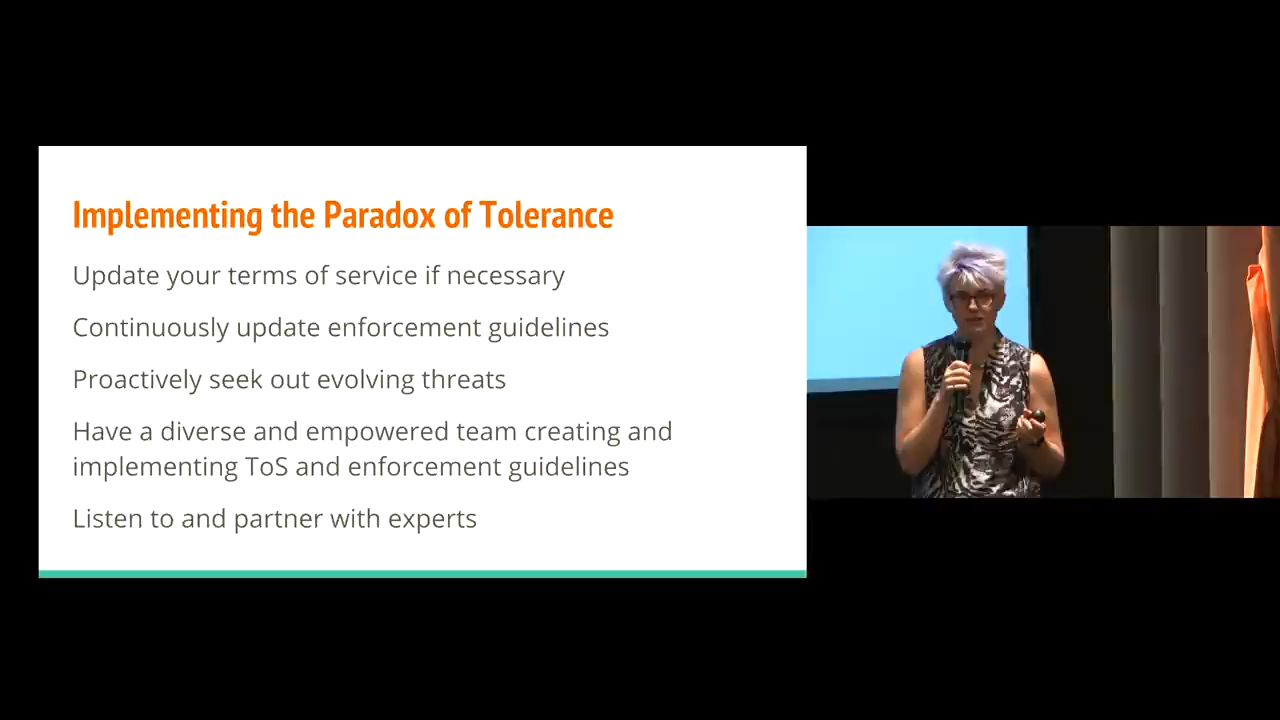 Implementing the Paradox of Tolerance
Update your terms of service if necessary
Continuously update enforcement guidelines
Proactively seek out evolving threats
Have a diverse and empowered team creating and
implementing ToS and enforcement guidelines
Listen to and partner with experts